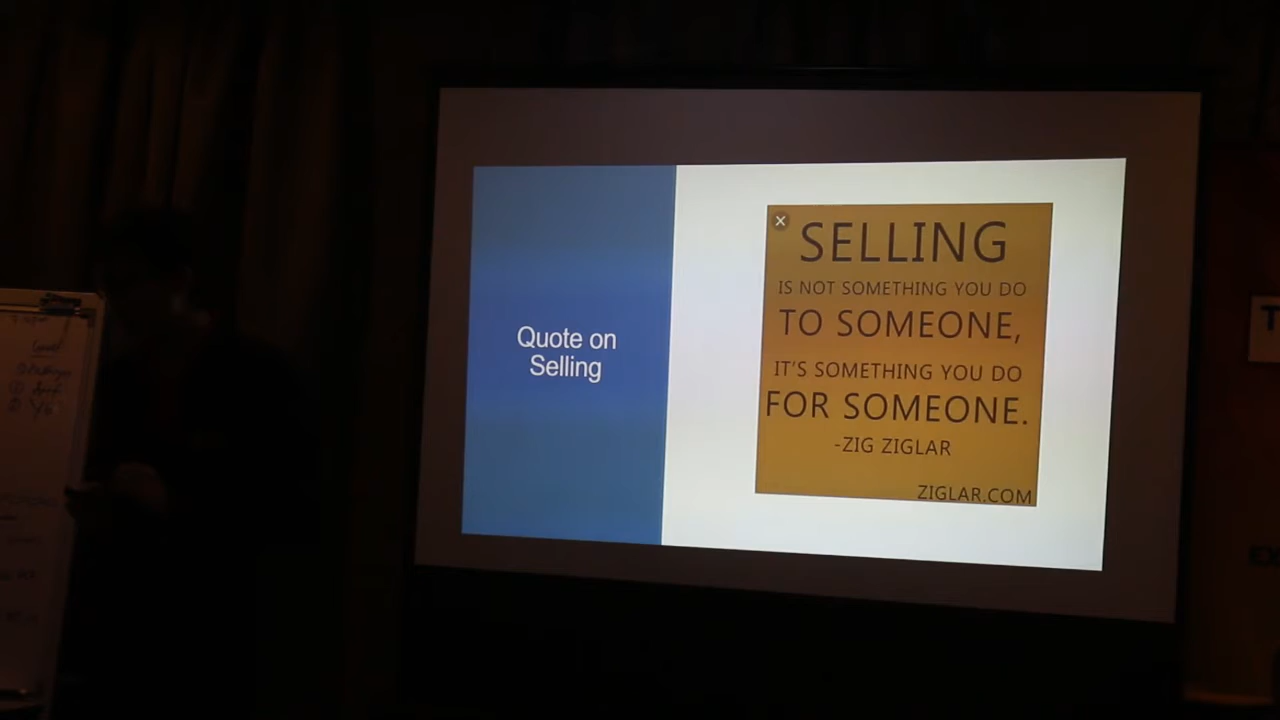 Quote on
Selling
SELLING
IS NOT SOMETHING YOU DO
TO SOMEONE,
IT'S SOMETHING YOU DO
FOR SOMEONE.
-ZIG ZIGLAR
ZIGLAR.COM